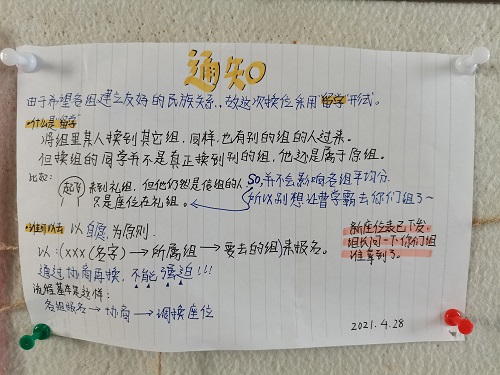 通知
由于希望各组建立友好的民族关系，故这次换位采用"留学"形式。
·什么是"留学"
将组里某人换到其它组，同样，也有别的组的人过来。
但换组的同学并不是真正换到别的组，他还是属于原组。
比如：
来到礼组，但他们仍然是信组的人，
只是座位在礼组。
So，并不会影响各组平均分，
所以别想让曹学霸去你们组了~
·谁可以去 以自愿为原则
以：(xxx(名字) → 所属组 → 要去的组)来报名。
通过协商再换，不能强迫!!!
流程基本是这样：
各组报名 → 协商 → 调换座位
新座位表已下发，
组长问一下你们组
谁拿到了。
2021.4.28